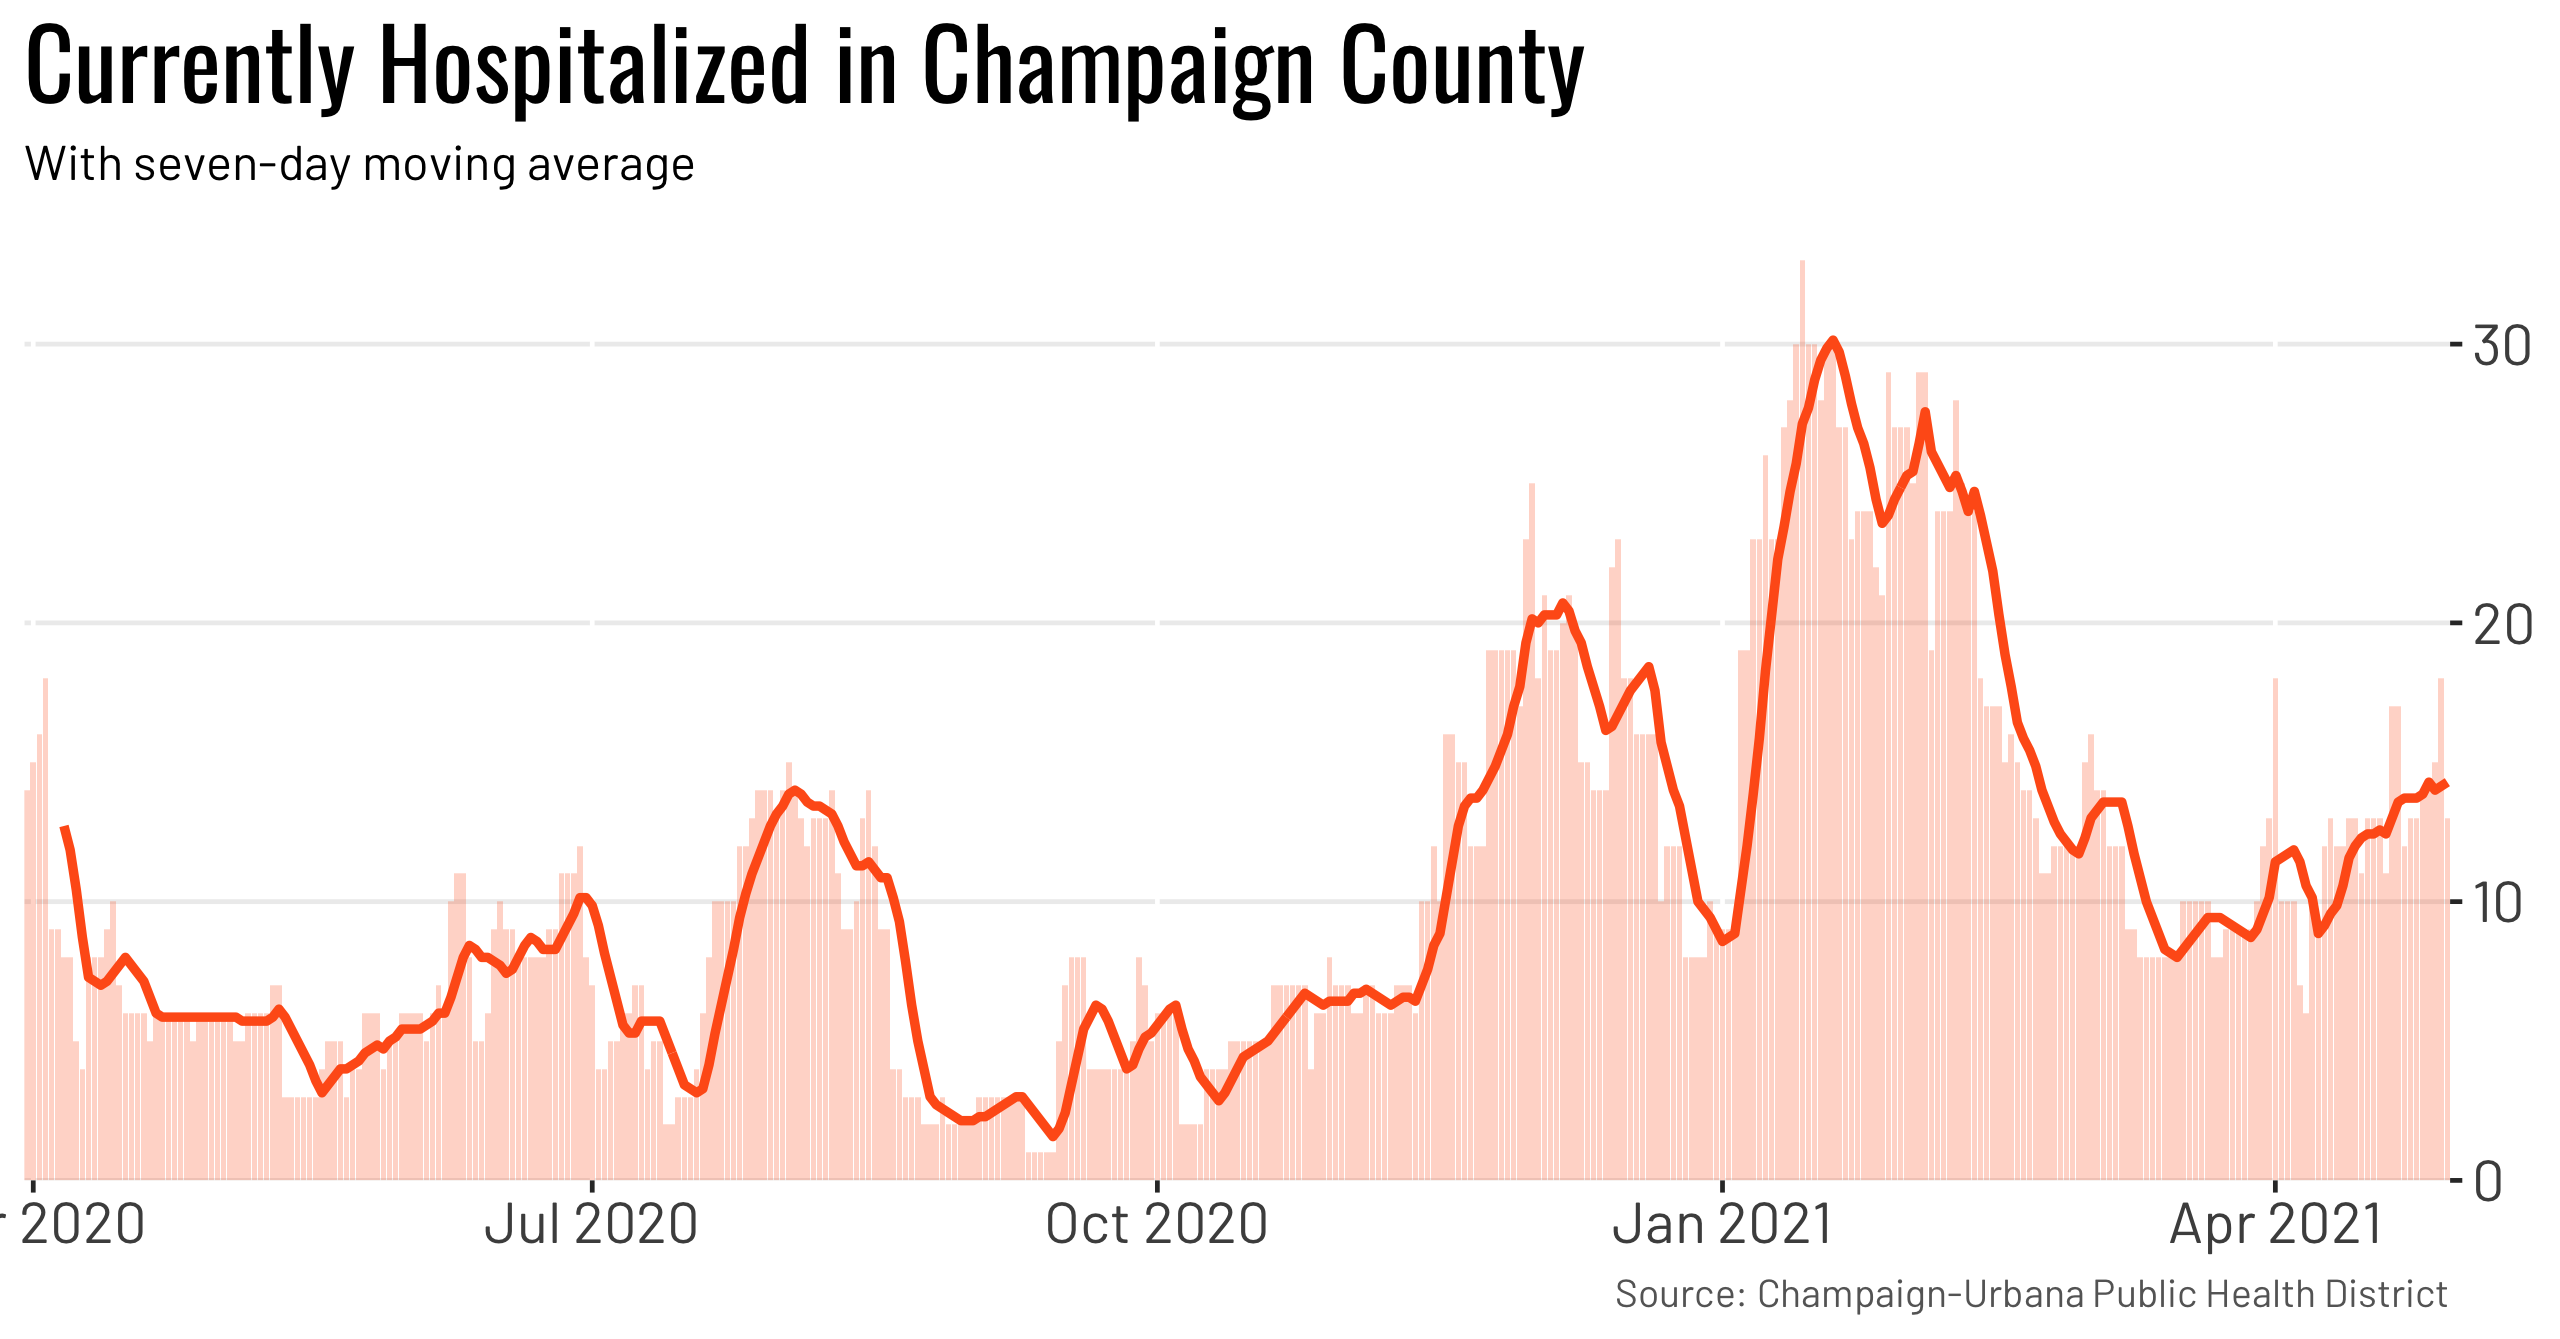 Currently Hospitalized in Champaign County
With seven-day moving average
30
20
10
0
r 2020 Jul 2020 Oct 2020 Jan 2021 Apr 2021
Source: Champaign-Urbana Public Health District